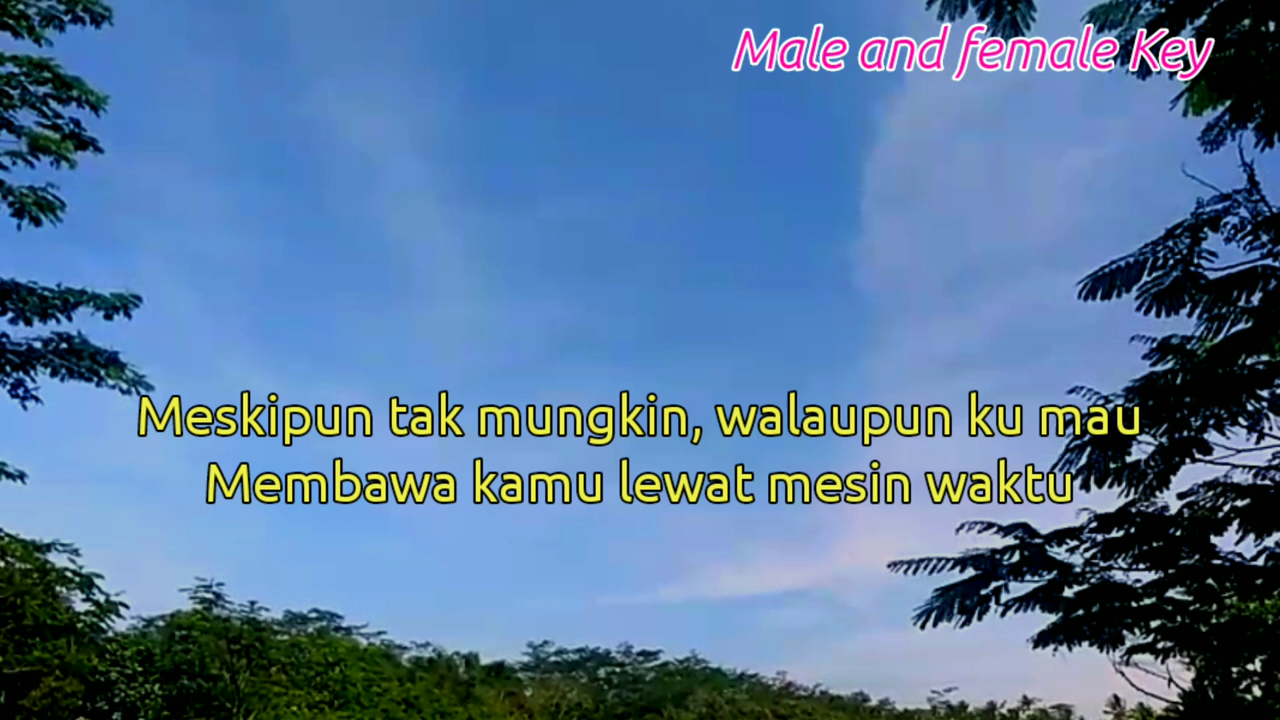 Male and female Key
Meskipun tak mungkin, walaupun ku mau
Membawa kamu lewat mesin waktu